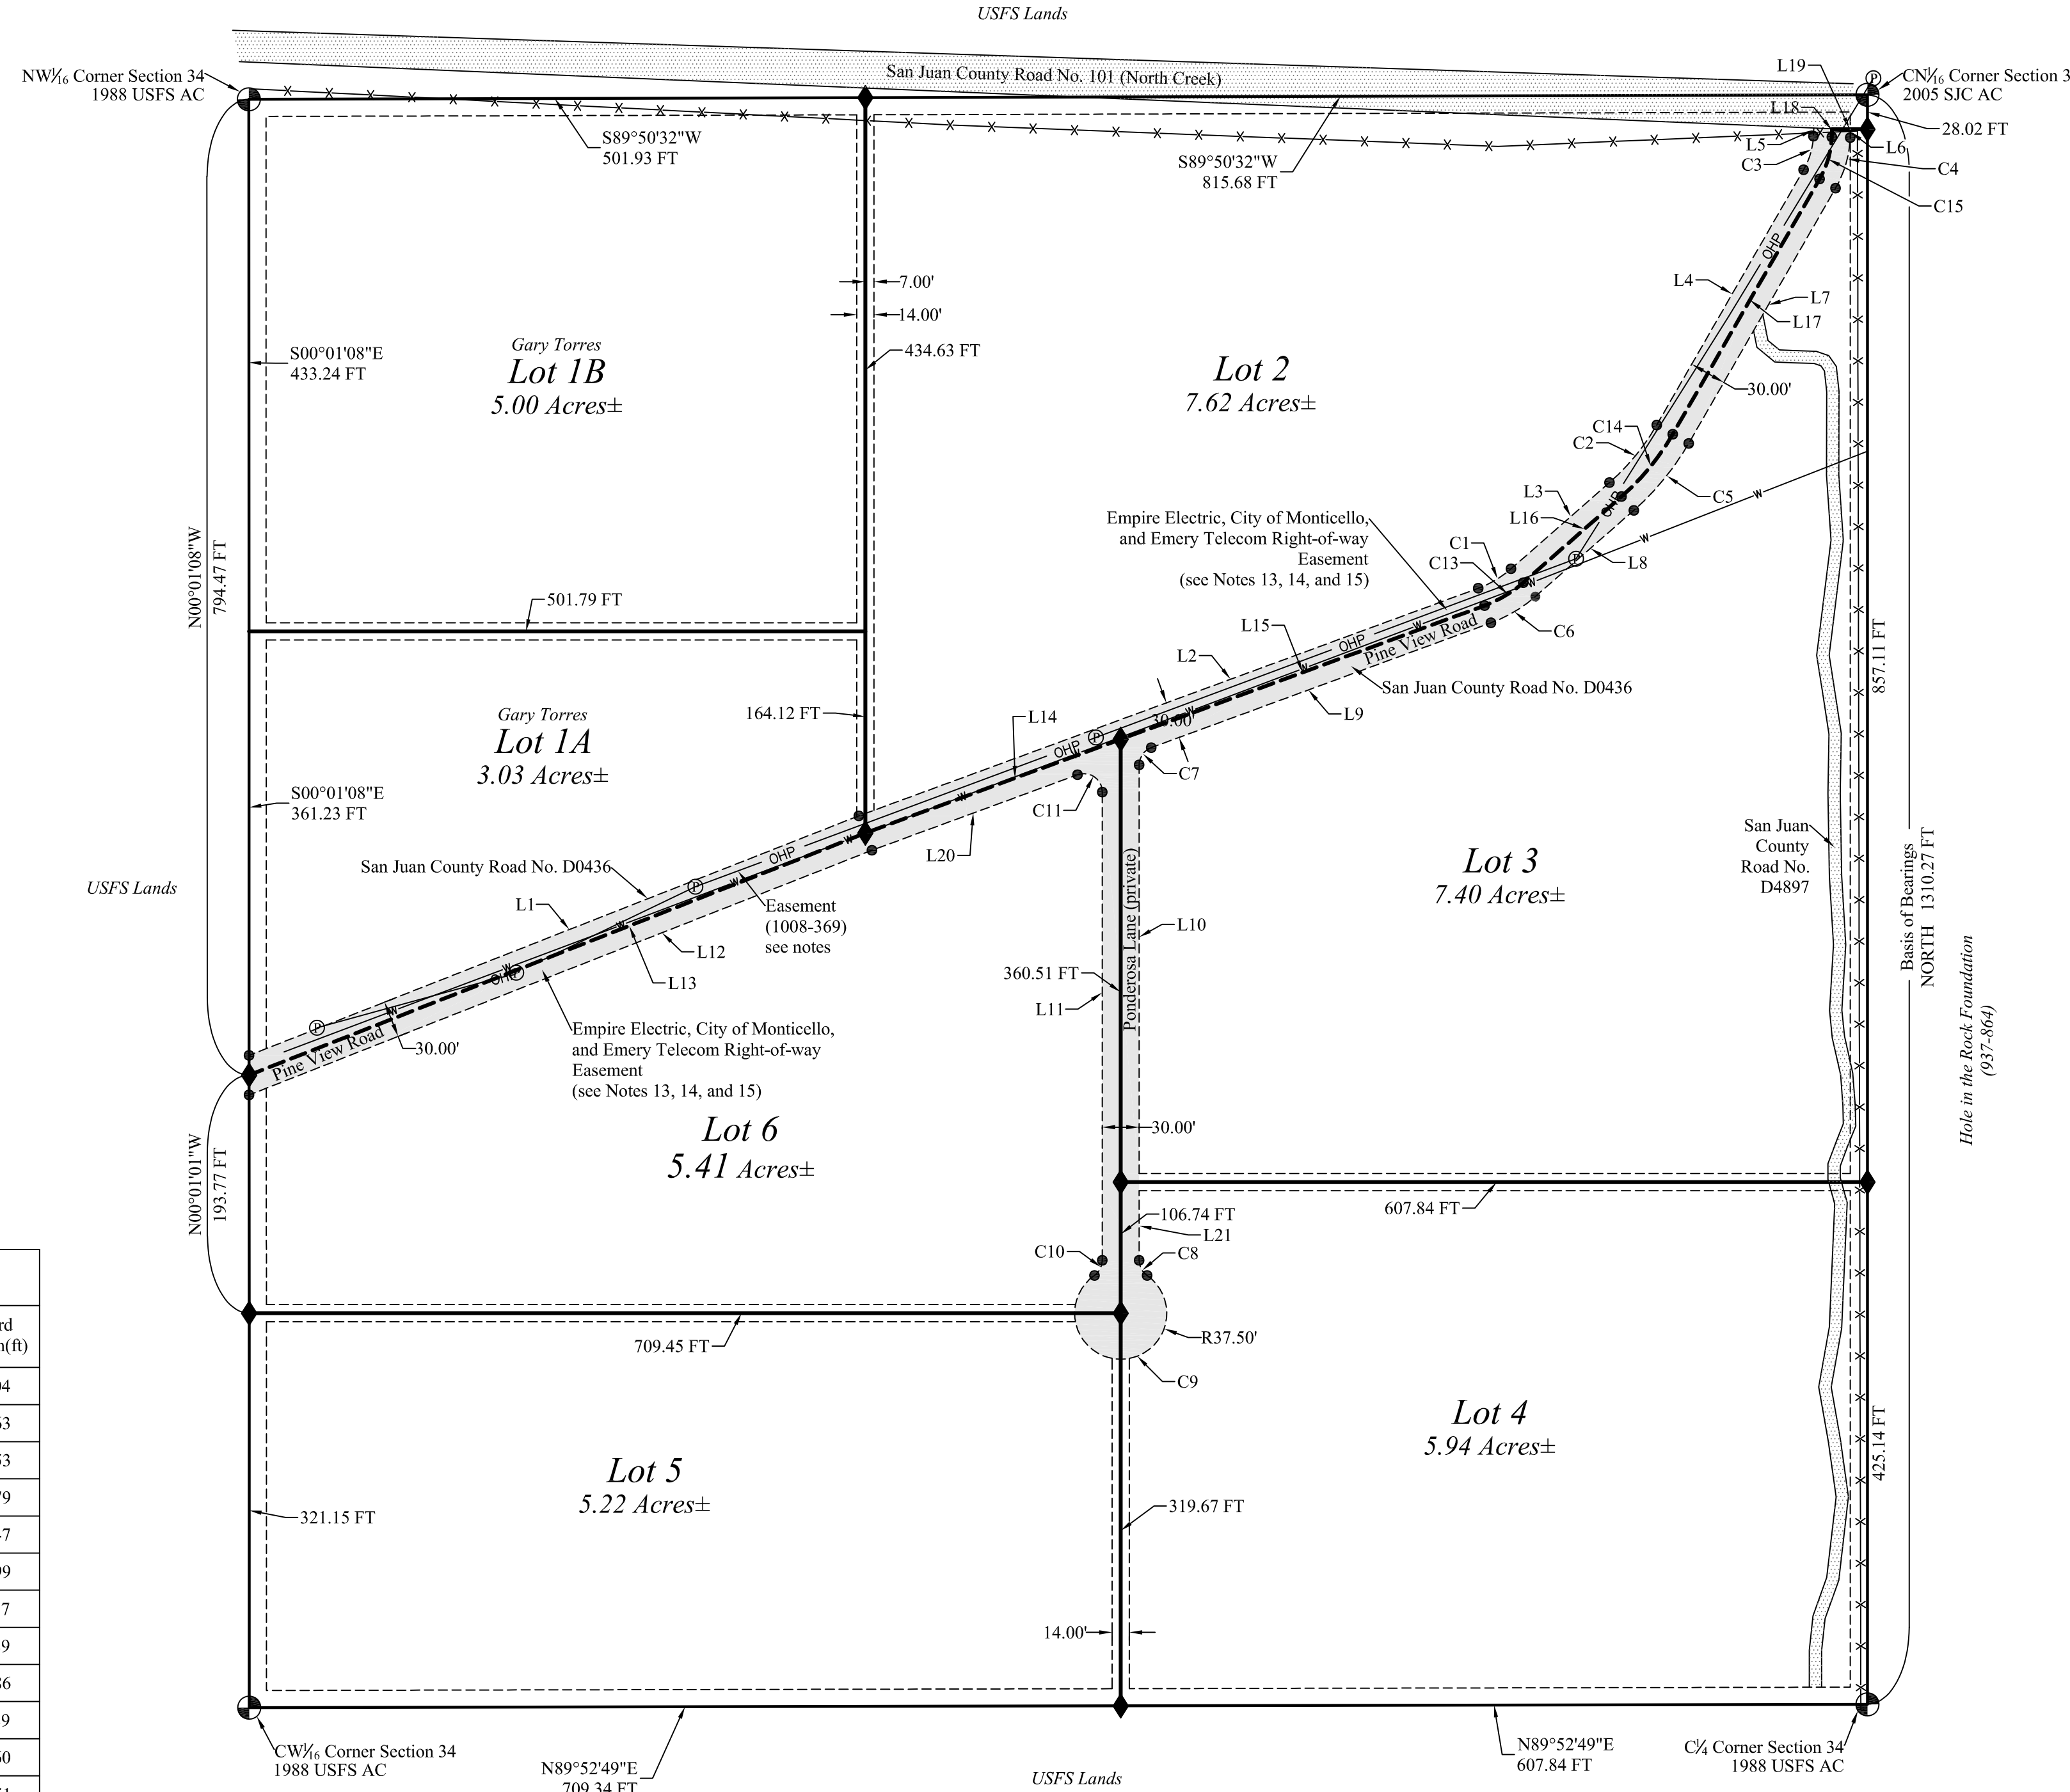 USFS Lands
NW1/16 Corner Section 34
1988 USFS AC
San Juan County Road No. 101 (North Creek)
L19
P
CN1/16 Corner Section 3
2005 SJC AC
L18
28.02 FT
S89°50'32"W
501.93 FT
S89°50'32"W
815.68 FT
L5
C3
L6
C4
C15
OHP
L4
7.00'
14.00'
L7
L17
S00°01'08"E
433.24 FT
Gary Torres
Lot 1B
5.00 Acres±
434.63 FT
Lot 2
7.62 Acres±
30.00'
C14
C2
C5
L3
L16
OHP
Empire Electric, City of Monticello,
and Emery Telecom Right-of-way
Easement
(see Notes 13, 14, and 15)
C1
C13
P
L8
N00°01'08"W
794.47 FT
501.79 FT
L15
OHP
Pine View Road
C6
857.11 FT
L2
San Juan County Road No. D0436
L9
Gary Torres
Lot 1A
3.03 Acres±
164.12 FT
L14
30.00'
OHP
P
C7
C11
S00°01'08"E
361.23 FT
San Juan County Road No. D0436
OHP
L20
Lot 3
7.40 Acres±
San Juan
County
Road No.
D4897
USFS Lands
P
L1
Easement
(1008-369)
see notes
L12
L13
Ponderosa Lane (private)
L10
360.51 FT
L11
Basis of Bearings
NORTH 1310.27 FT
Hole in the Rock Foundation
(937-864)
P
P
Pine View Road
30.00'
Empire Electric, City of Monticello,
and Emery Telecom Right-of-way
Easement
(see Notes 13, 14, and 15)
Lot 6
5.41 Acres±
30.00'
N00°01'01"W
193.77 FT
607.84 FT
106.74 FT
L21
C10
C8
709.45 FT
R37.50'
C9
Lot 4
5.94 Acres±
425.14 FT
Lot 5
5.22 Acres±
321.15 FT
319.67 FT
14.00'
CW1/16 Corner Section 34
1988 USFS AC
N89°52'49"E
709.34 FT
N89°52'49"E
607.84 FT
C1/4 Corner Section 34
1988 USFS AC
USFS Lands